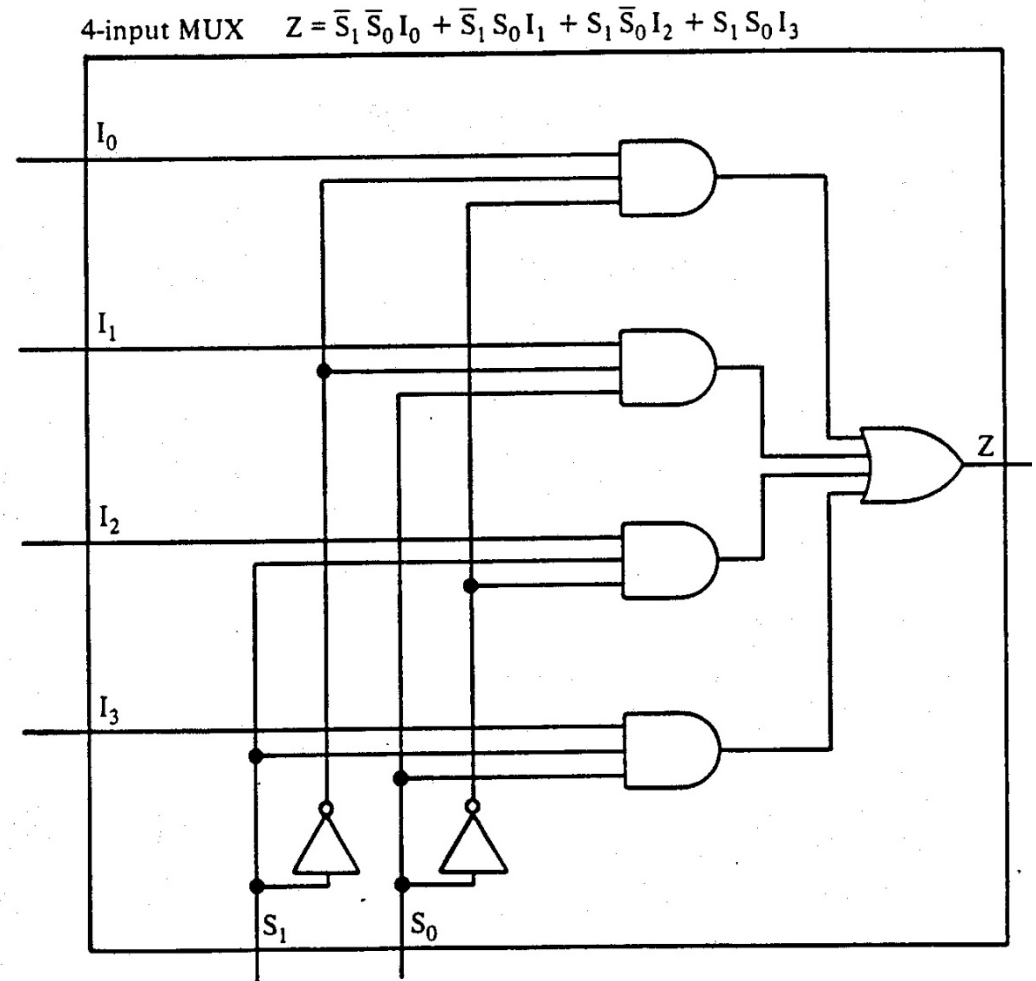 4-input MUX Z = S̅₁ S̅₀ I₀ + S̅₁ S₀ I₁ + S₁ S̅₀ I₂ + S₁ S₀ I₃
I₀
I₁
Z
I₂
I₃
S₁ S₀